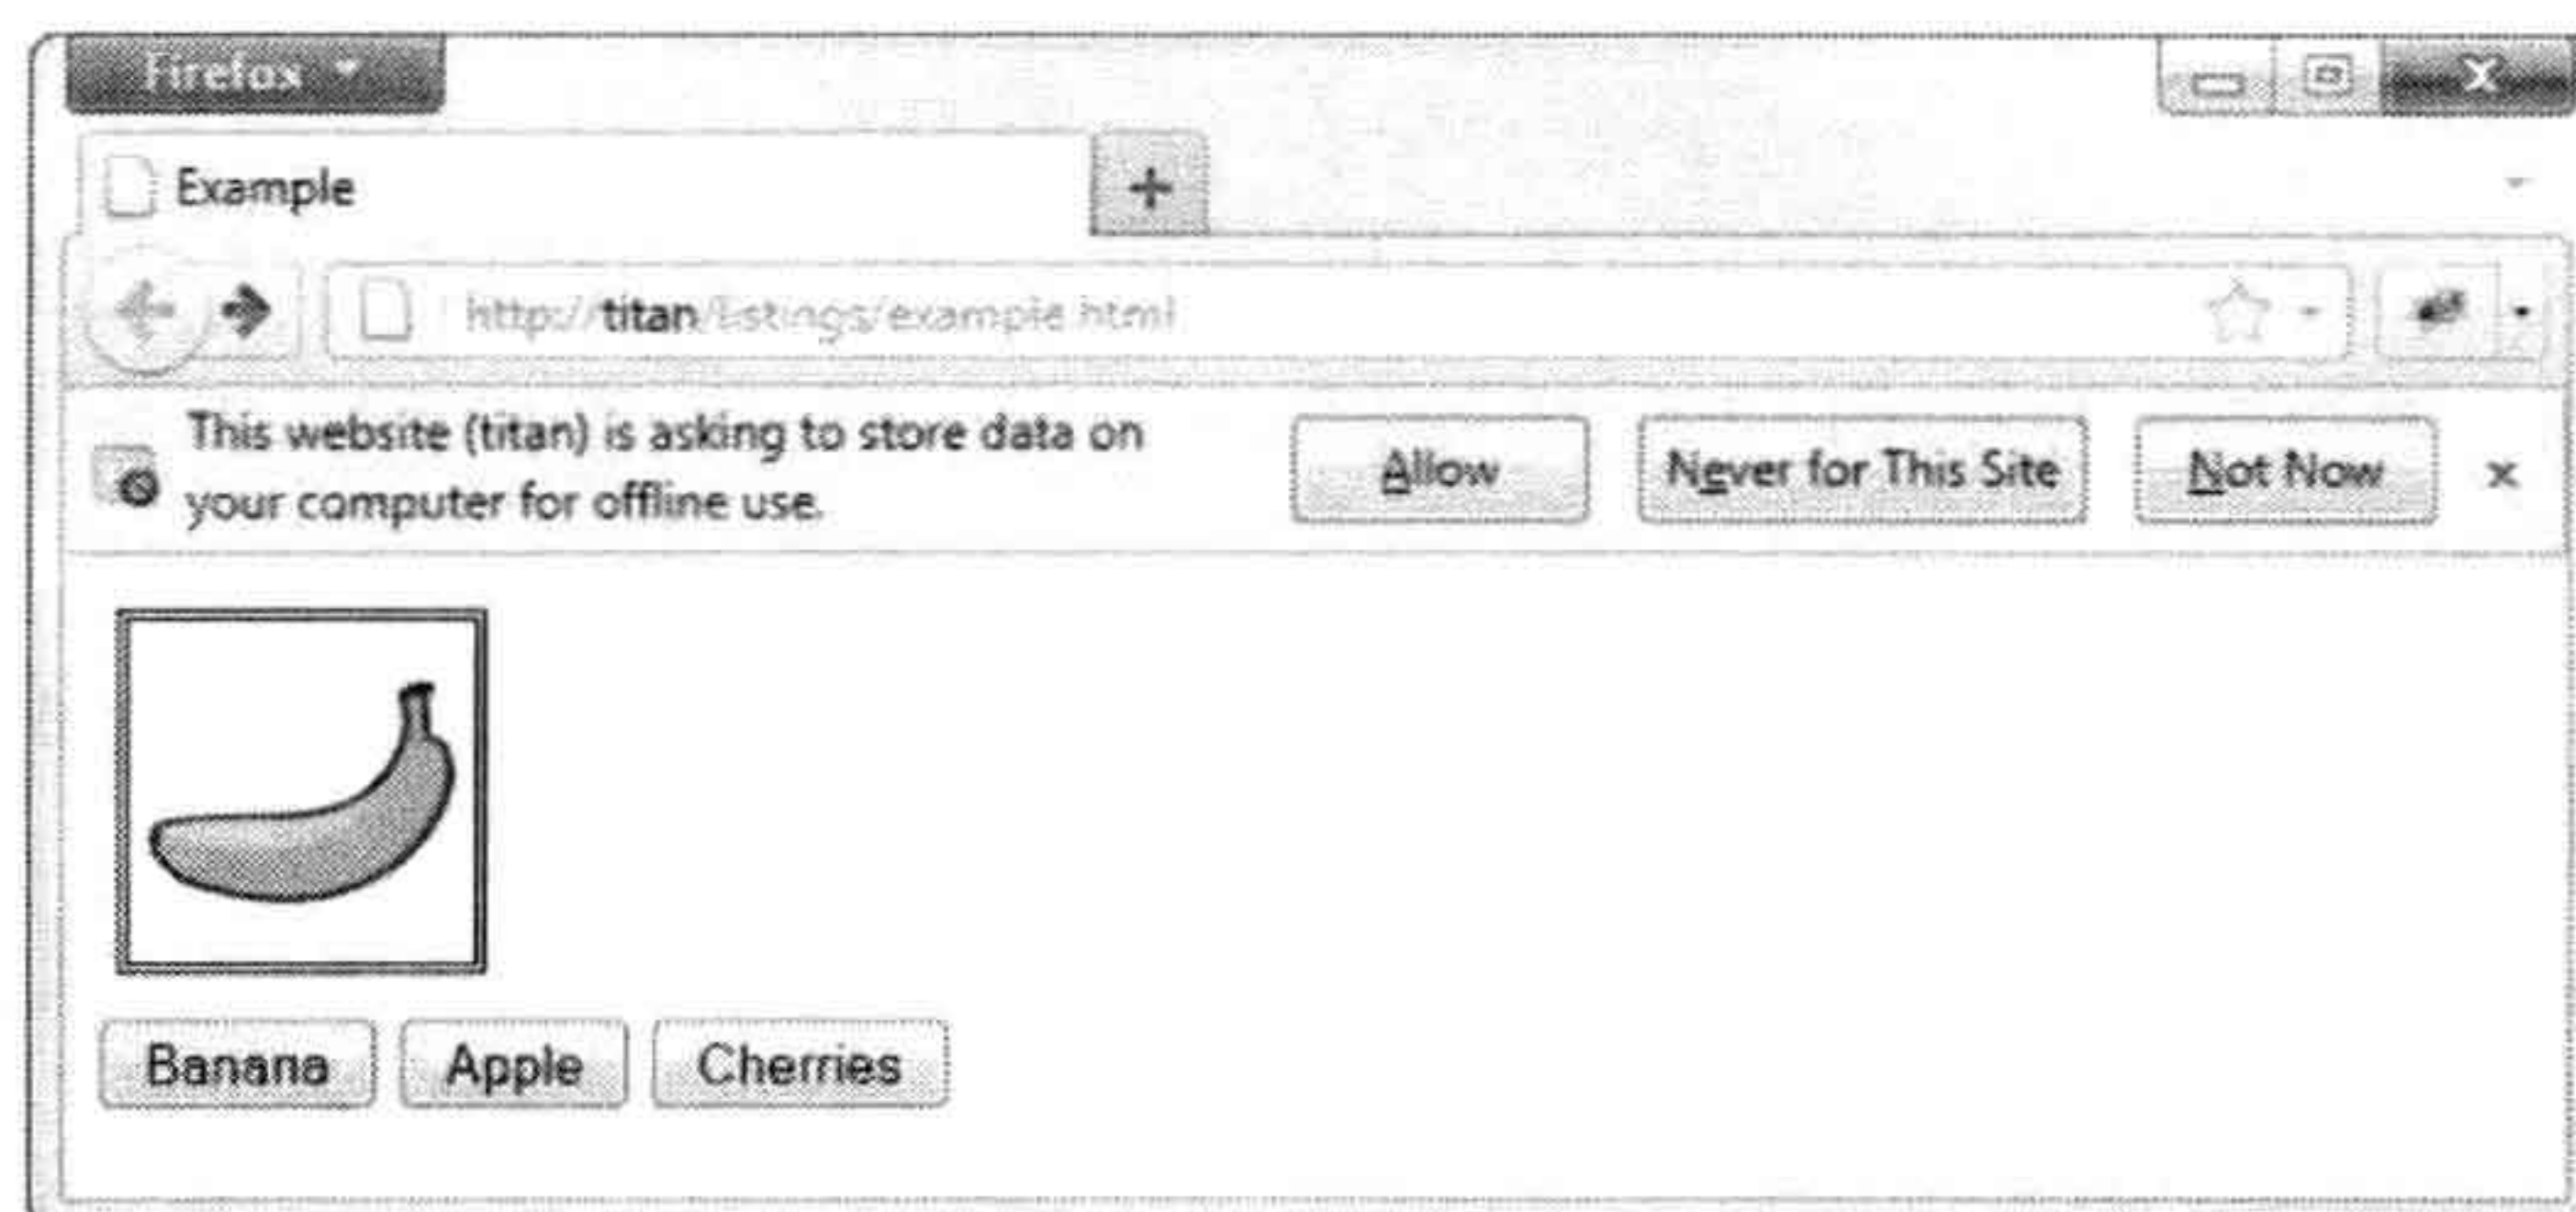 Firefox
Example
http://titan/listings/example.html
This website (titan) is asking to store data on
your computer for offline use.
Allow Never for This Site Not Now x
Banana Apple Cherries